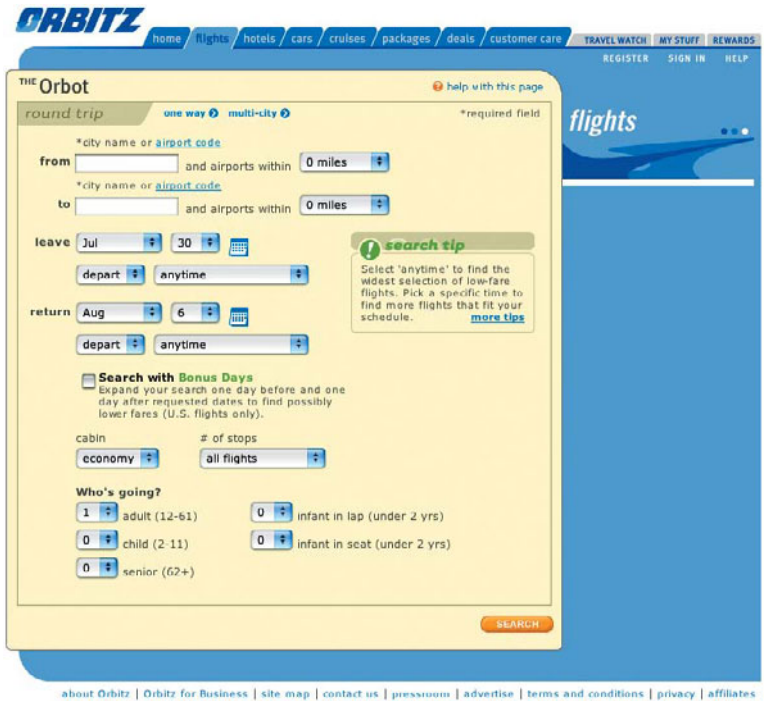 ORBITZ
home flights hotels cars cruises packages deals customer care TRAVEL WATCH MY STUFF REWARDS
REGISTER SIGN IN HELP
THE Orbot
help with this page
round trip one way multi-city *required field
flights
*city name or airport code
from and airports within 0 miles
*city name or airport code
to and airports within 0 miles
leave Jul 30
depart anytime
search tip
Select 'anytime' to find the
widest selection of low-fare
flights. Pick a specific time to
find more flights that fit your
schedule. more tips
return Aug 6
depart anytime
Search with Bonus Days
Expand your search one day before and one
day after requested dates to find possibly
lower fares (U.S. flights only).
cabin # of stops
economy all flights
Who's going?
1 adult (12-61) 0 infant in lap (under 2 yrs)
0 child (2-11) 0 infant in seat (under 2 yrs)
0 senior (62+)
SEARCH
about Orbitz | Orbitz for Business | site map | contact us | pressroom | advertise | terms and conditions | privacy | affiliates